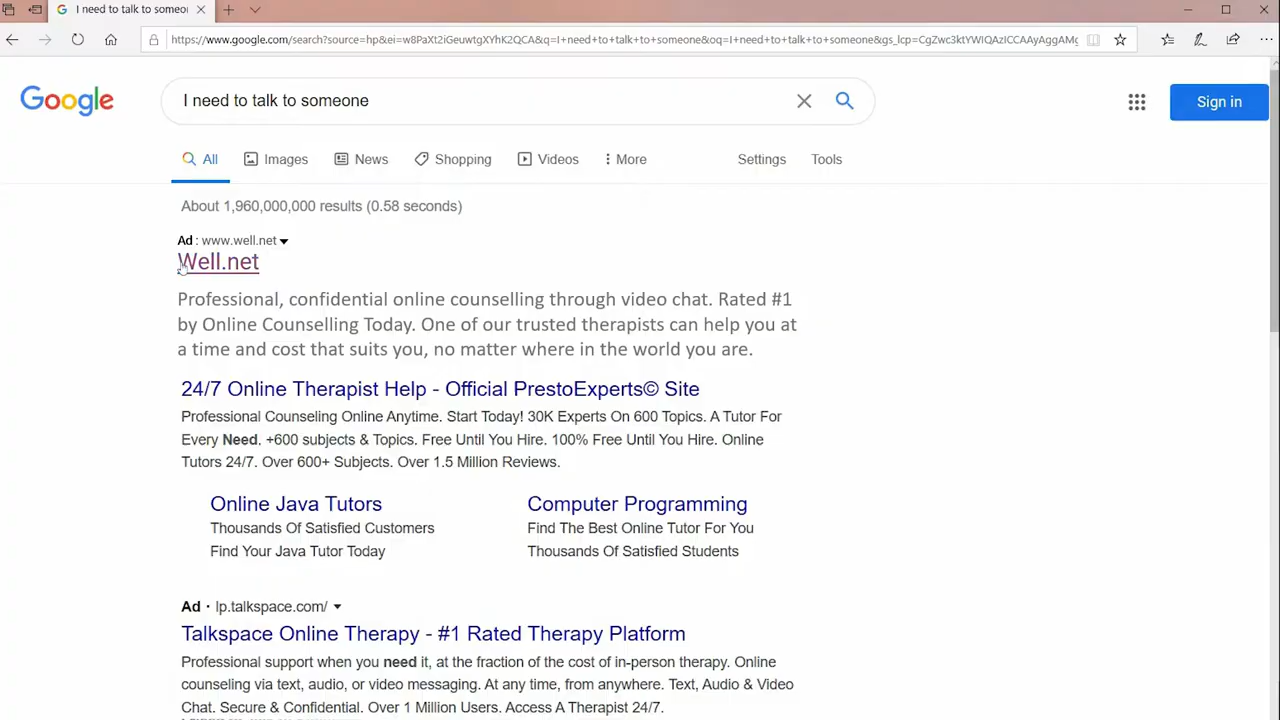 I need to talk to someon
https://www.google.com/search?source=hp&ei=w8PaXt2iGeuwtgXYhK2QCA&q=I+need+to+talk+to+someone&oq=I+need+to+talk+to+someone&gs_lcp=CgZwc3ktYWIQAzICCAAyAggAMg
Google
I need to talk to someone
Sign in
All Images News Shopping Videos More Settings Tools
About 1,960,000,000 results (0.58 seconds)
Ad : www.well.net
Well.net
Professional, confidential online counselling through video chat. Rated #1
by Online Counselling Today. One of our trusted therapists can help you at
a time and cost that suits you, no matter where in the world you are.
24/7 Online Therapist Help - Official PrestoExperts© Site
Professional Counseling Online Anytime. Start Today! 30K Experts On 600 Topics. A Tutor For
Every Need. +600 subjects & Topics. Free Until You Hire. 100% Free Until You Hire. Online
Tutors 24/7. Over 600+ Subjects. Over 1.5 Million Reviews.
Online Java Tutors
Thousands Of Satisfied Customers
Find Your Java Tutor Today
Computer Programming
Find The Best Online Tutor For You
Thousands Of Satisfied Students
Ad · lp.talkspace.com/
Talkspace Online Therapy - #1 Rated Therapy Platform
Professional support when you need it, at the fraction of the cost of in-person therapy. Online
counseling via text, audio, or video messaging. At any time, from anywhere. Text, Audio & Video
Chat. Secure & Confidential. Over 1 Million Users. Access A Therapist 24/7.